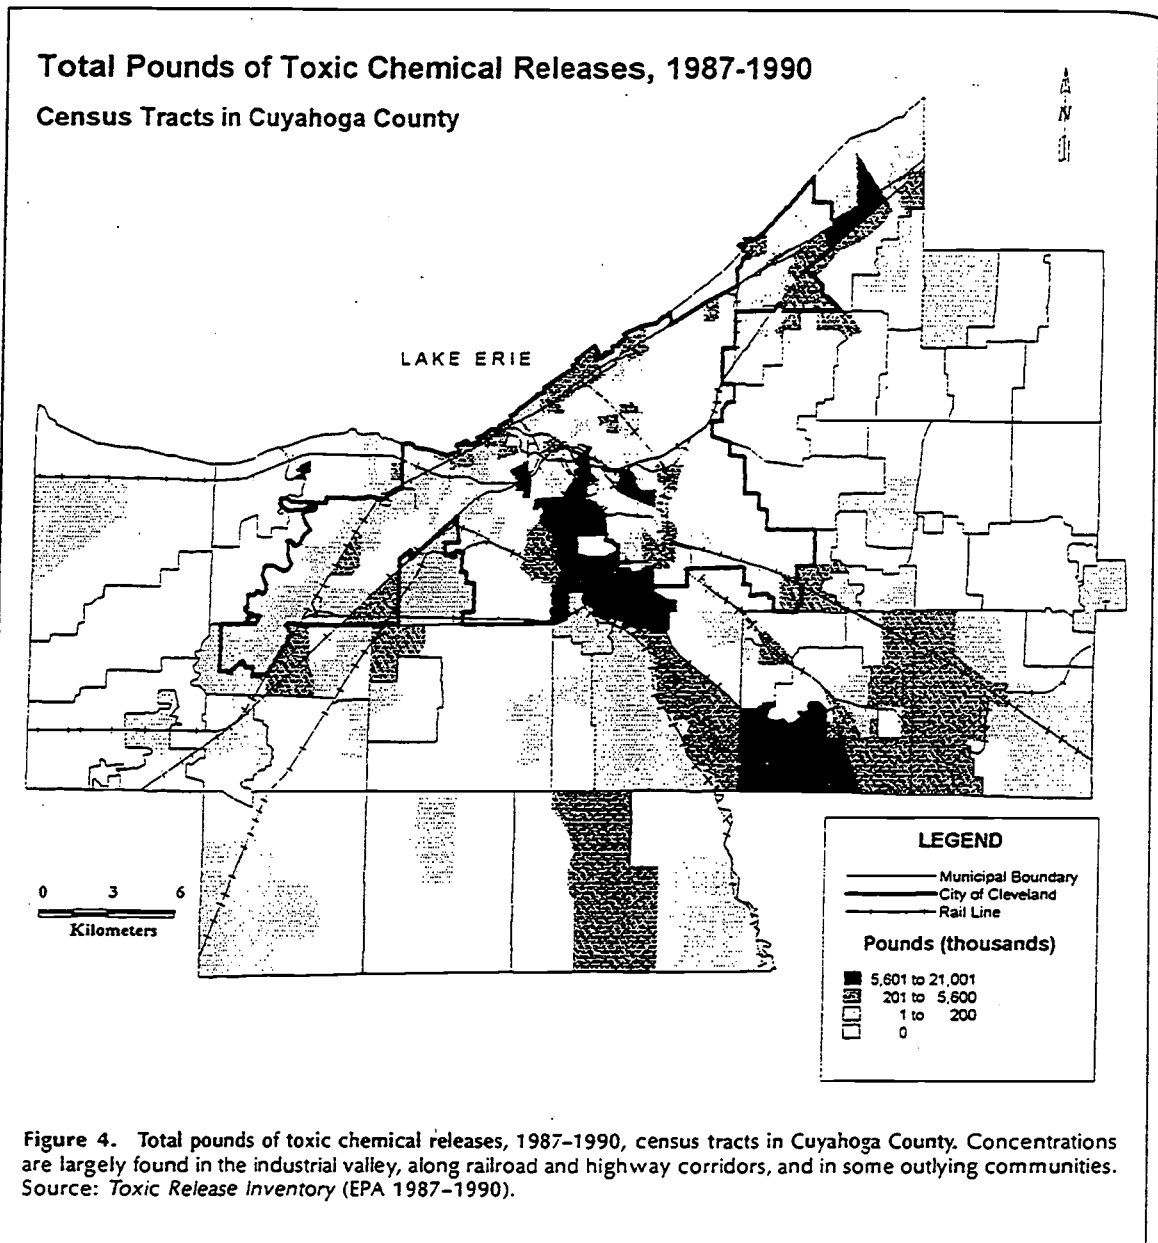 Total Pounds of Toxic Chemical Releases, 1987-1990
Census Tracts in Cuyahoga County
N
LAKE ERIE
0 3 6
Kilometers
LEGEND
Municipal Boundary
City of Cleveland
Rail Line
Pounds (thousands)
5,601 to 21,001
201 to 5,600
1 to 200
0
Figure 4. Total pounds of toxic chemical releases, 1987–1990, census tracts in Cuyahoga County. Concentrations
are largely found in the industrial valley, along railroad and highway corridors, and in some outlying communities.
Source: Toxic Release Inventory (EPA 1987–1990).